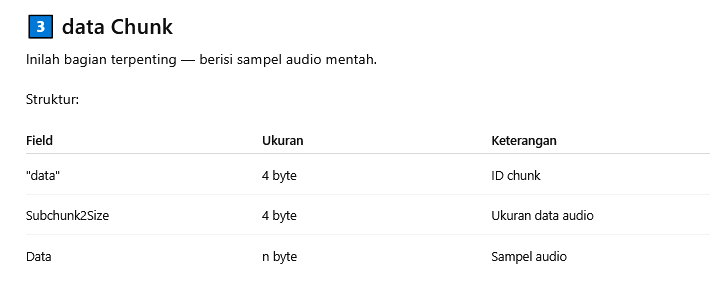 3 data Chunk
Inilah bagian terpenting — berisi sampel audio mentah.
Struktur:
Field Ukuran Keterangan
"data" 4 byte ID chunk
Subchunk2Size 4 byte Ukuran data audio
Data n byte Sampel audio